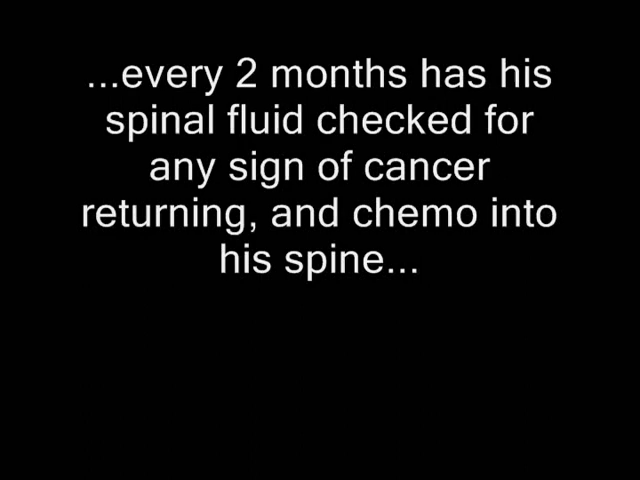 ...every 2 months has his
spinal fluid checked for
any sign of cancer
returning, and chemo into
his spine...